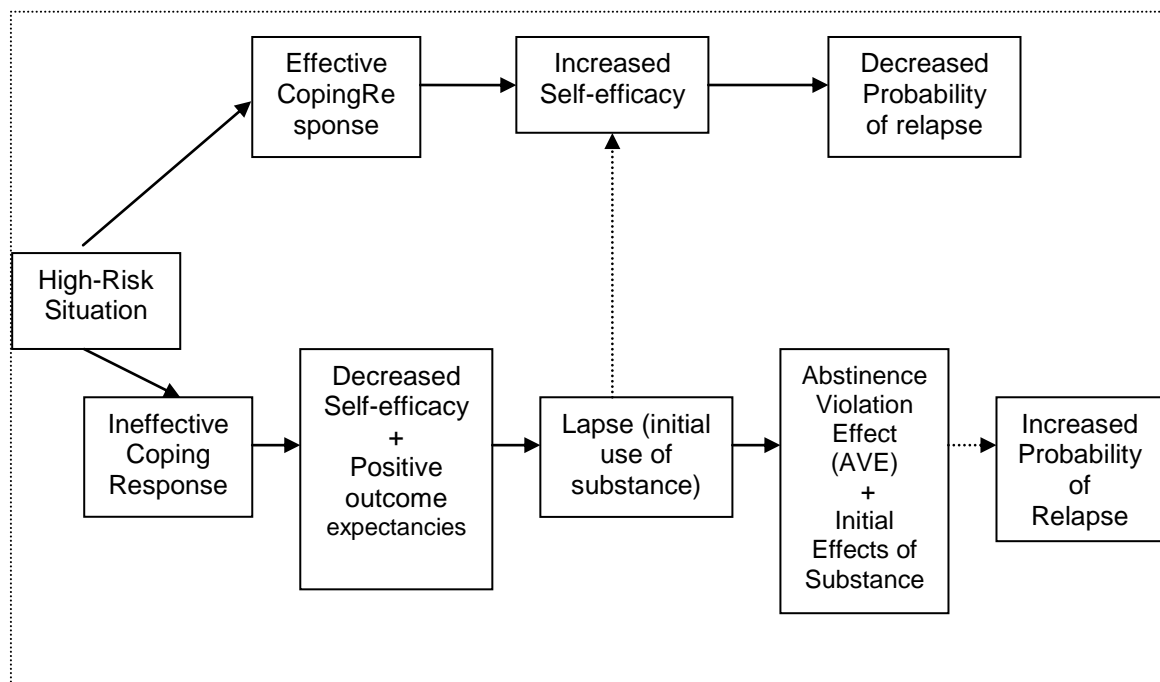 Effective
CopingRe
sponse
Increased
Self-efficacy
Decreased
Probability
of relapse
High-Risk
Situation
Ineffective
Coping
Response
Decreased
Self-efficacy
+
Positive
outcome
expectancies
Lapse (initial
use of
substance)
Abstinence
Violation
Effect
(AVE)
+
Initial
Effects of
Substance
Increased
Probability
of
Relapse